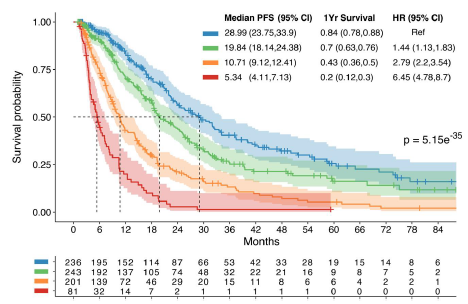 Median PFS (95% CI) 1Yr Survival HR (95% CI)
28.99 (23.75,33.9) 0.84 (0.78,0.88) Ref
19.84 (18.14,24.38) 0.7 (0.63,0.76) 1.44 (1.13,1.83)
10.71 (9.12,12.41) 0.43 (0.36,0.5) 2.79 (2.2,3.54)
5.34 (4.11,7.13) 0.2 (0.12,0.3) 6.45 (4.78,8.7)
1.00
0.75
0.50
0.25
0.00
Survival probability
p = 5.15e-35
0 6 12 18 24 30 36 42 48 54 60 66 72 78 84
Months
236 195 152 114 87 66 53 42 33 28 19 15 14 8 6
243 192 137 105 74 48 32 22 21 16 9 8 7 5 2
201 139 72 46 29 20 15 11 8 6 6 4 2 2 1
81 32 14 7 2 1 1 1 1 1 0 0 0 0 0